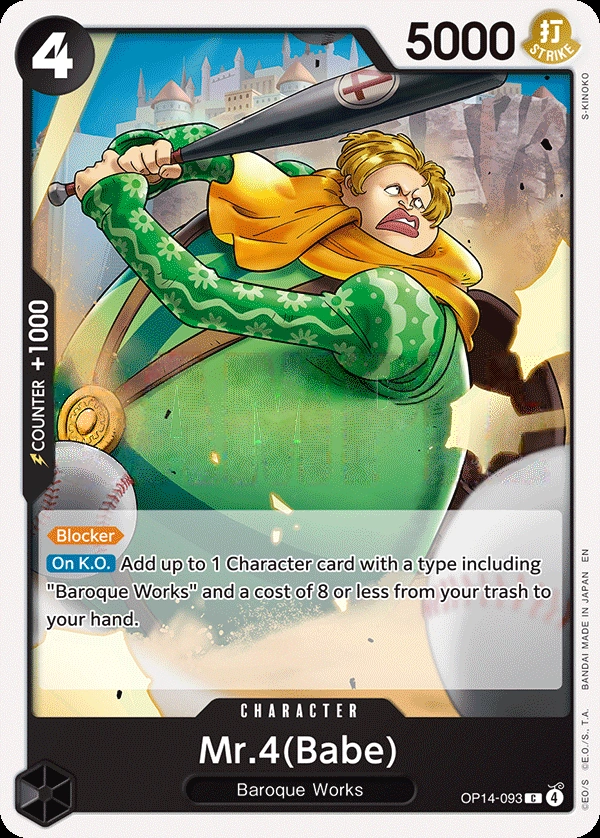 4
5000
打
STRIKE
S-KINOKO
4
COUNTER +1000
Blocker
On K.O. Add up to 1 Character card with a type including
"Baroque Works" and a cost of 8 or less from your trash to
your hand.
CHARACTER
Mr.4(Babe)
Baroque Works
OP14-093 C 4
©EO/S ©E.O./S., T.A. BANDAI MADE IN JAPAN EN